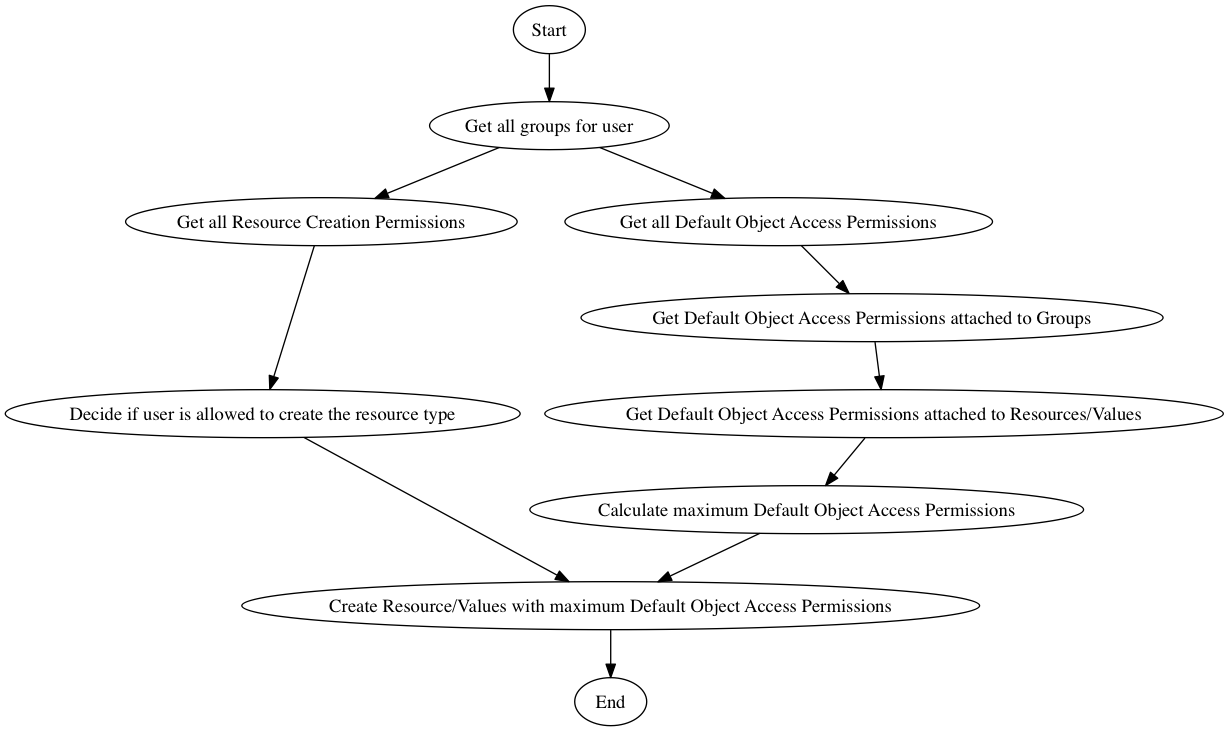 Start
Get all groups for user
Get all Resource Creation Permissions
Get all Default Object Access Permissions
Get Default Object Access Permissions attached to Groups
Decide if user is allowed to create the resource type
Get Default Object Access Permissions attached to Resources/Values
Calculate maximum Default Object Access Permissions
Create Resource/Values with maximum Default Object Access Permissions
End